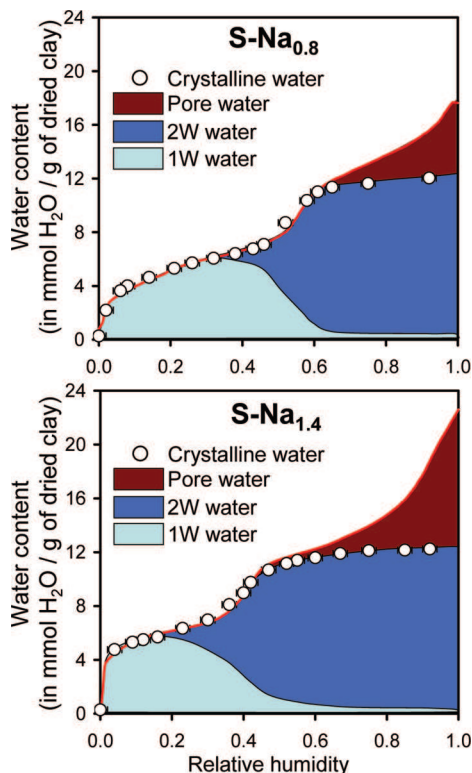 S-Na0.8
Crystalline water
Pore water
2W water
1W water
Water content
(in mmol H2O / g of dried clay)
24
20
16
12
8
4
0
0.0 0.2 0.4 0.6 0.8 1.0
S-Na1.4
Crystalline water
Pore water
2W water
1W water
Water content
(in mmol H2O / g of dried clay)
24
20
16
12
8
4
0
0.0 0.2 0.4 0.6 0.8 1.0
Relative humidity